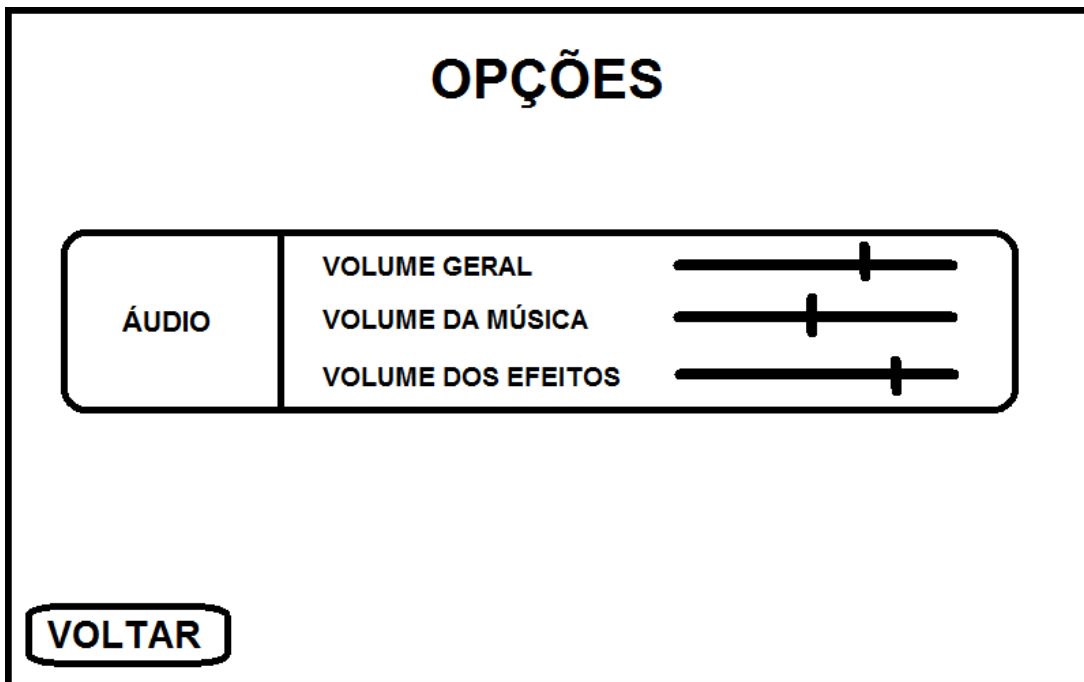 OPÇÕES
ÁUDIO
VOLUME GERAL
VOLUME DA MÚSICA
VOLUME DOS EFEITOS
VOLTAR